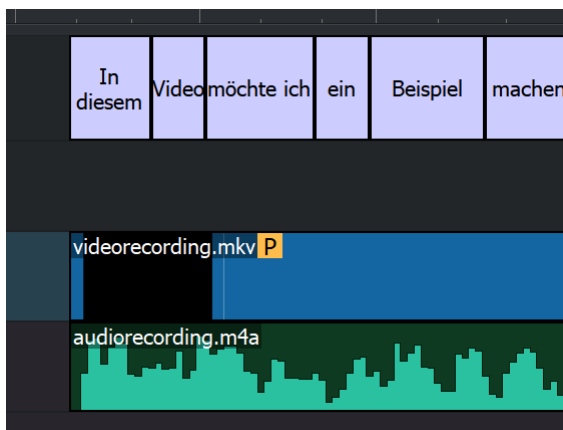 In diesem
Video
möchte ich
ein
Beispiel
machen
videorecording.mkv P
audiorecording.m4a